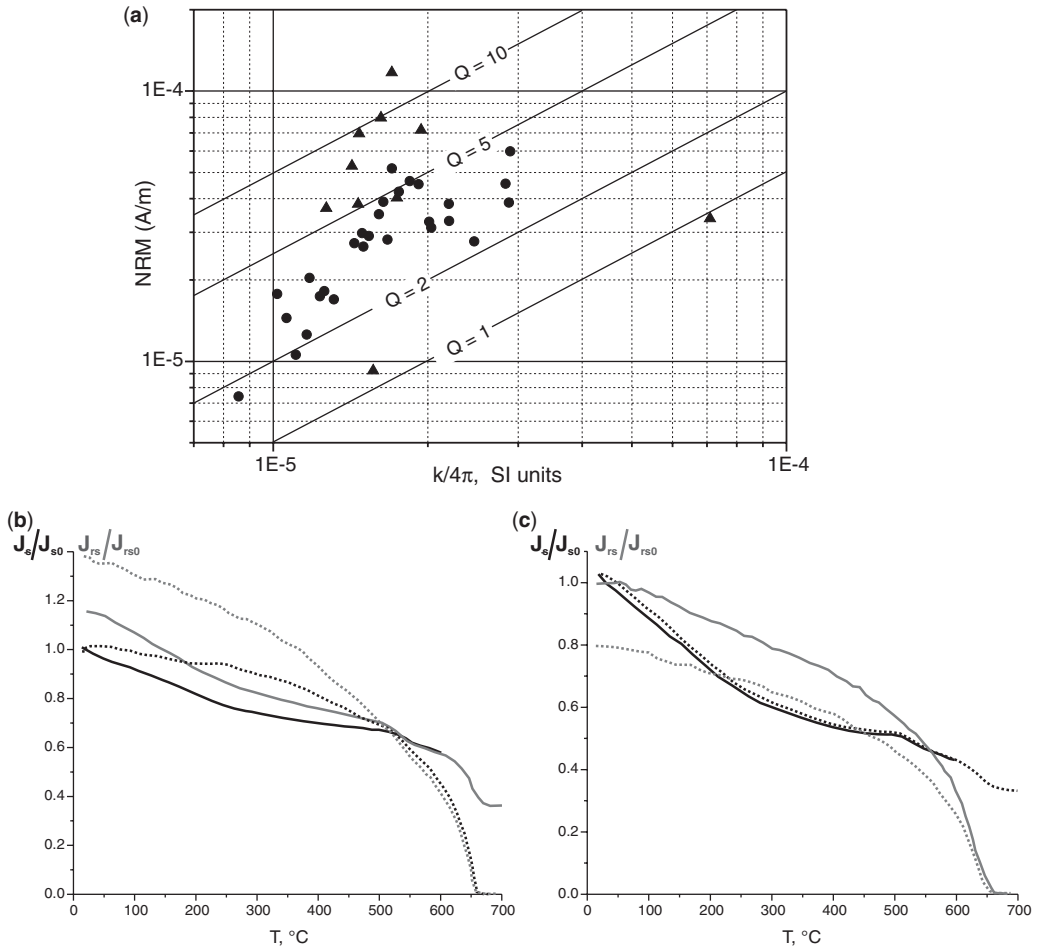 (a)
1E-4
1E-5
NRM (A/m)
Q = 10
Q = 5
Q = 2
Q = 1
1E-5
1E-4
k/4π, SI units
(b)
Js/Js0 Jrs/Jrs0
1.2
1.0
0.8
0.6
0.4
0.2
0.0
0 100 200 300 400 500 600 700
T, °C
(c)
Js/Js0 Jrs/Jrs0
1.0
0.8
0.6
0.4
0.2
0.0
0 100 200 300 400 500 600 700
T, °C